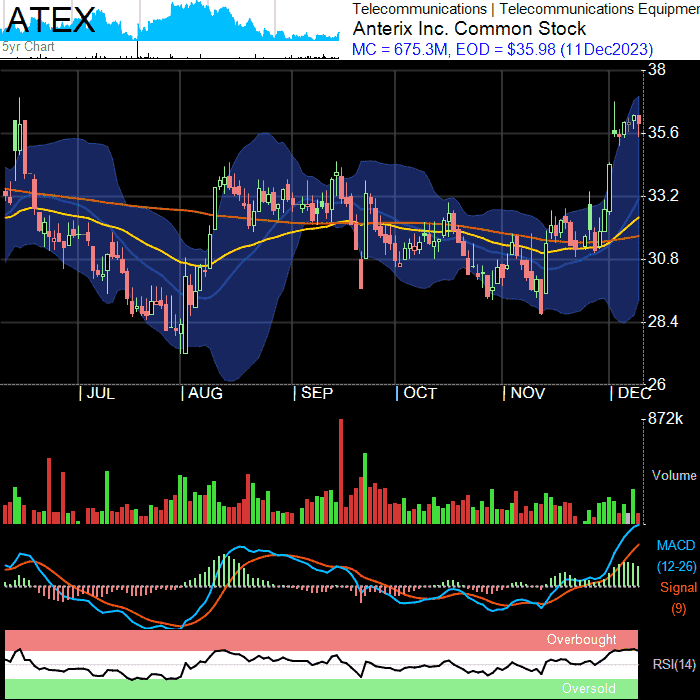 ATEX
5yr Chart
Telecommunications | Telecommunications Equipmen
Anterix Inc. Common Stock
MC = 675.3M, EOD = $35.98 (11Dec2023)
38
35.6
33.2
30.8
28.4
26
| JUL
| AUG
| SEP
| OCT
| NOV
| DEC
872k
Volume
MACD
(12-26)
Signal
(9)
Overbought
RSI(14)
Oversold